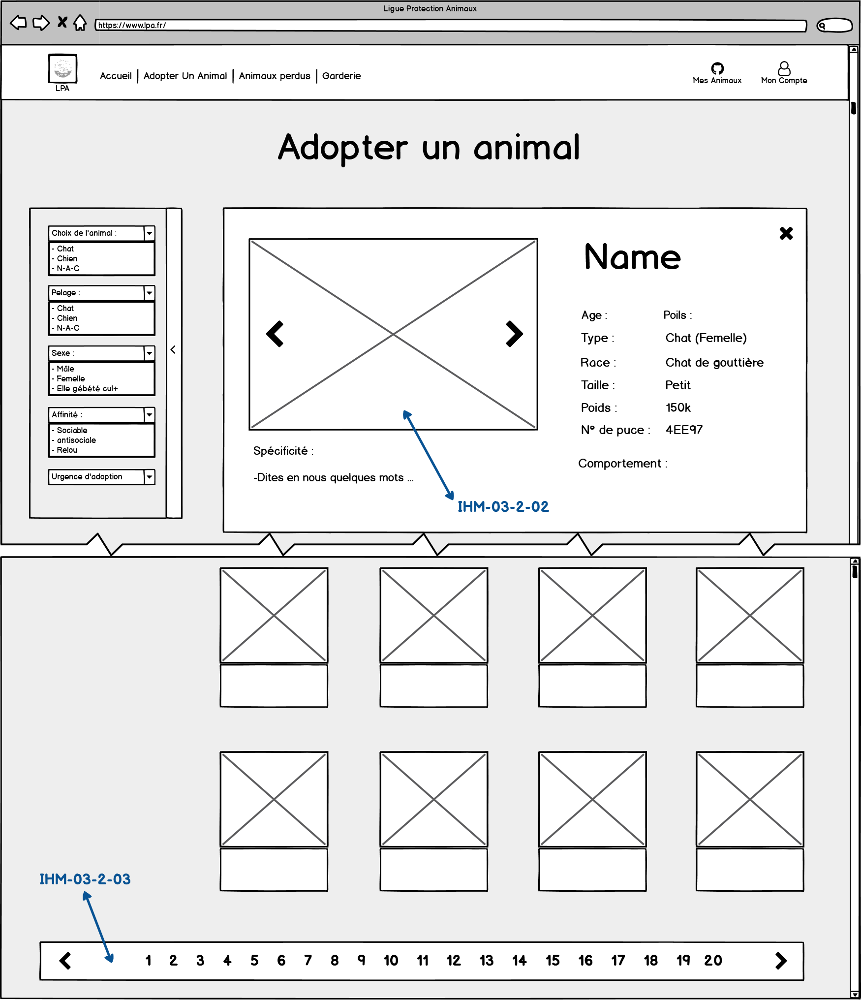 Ligue Protection Animaux
https://www.lpa.fr/
LPA
Accueil
Adopter Un Animal
Animaux perdus
Garderie
Mes Animaux
Mon Compte
Adopter un animal
Choix de l'animal :
- Chat
- Chien
- N-A-C
Pelage :
- Chat
- Chien
- N-A-C
Sexe :
- Mâle
- Femelle
- Elle gébété cul+
Affinité :
- Sociable
- antisociale
- Relou
Urgence d'adoption
Name
Age :
Poils :
Type : Chat (Femelle)
Race : Chat de gouttière
Taille : Petit
Poids : 150k
N° de puce : 4EE97
Comportement :
Spécificité :
-Dites en nous quelques mots ...
IHM-03-2-02
IHM-03-2-03
1 2 3 4 5 6 7 8 9 10 11 12 13 14 15 16 17 18 19 20